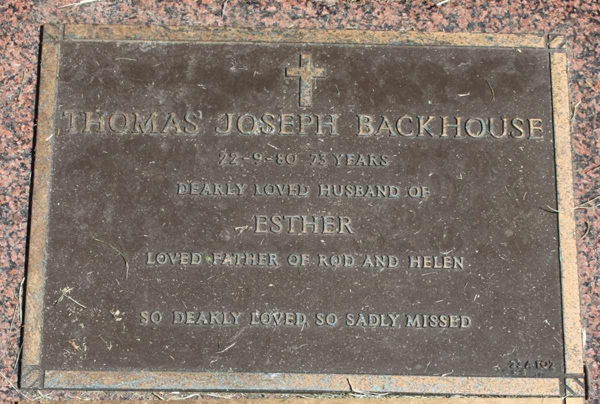 THOMAS JOSEPH BACKHOUSE
22-9-80 73 YEARS
DEARLY LOVED HUSBAND OF
ESTHER
LOVED FATHER OF ROD AND HELEN
SO DEARLY LOVED, SO SADLY MISSED